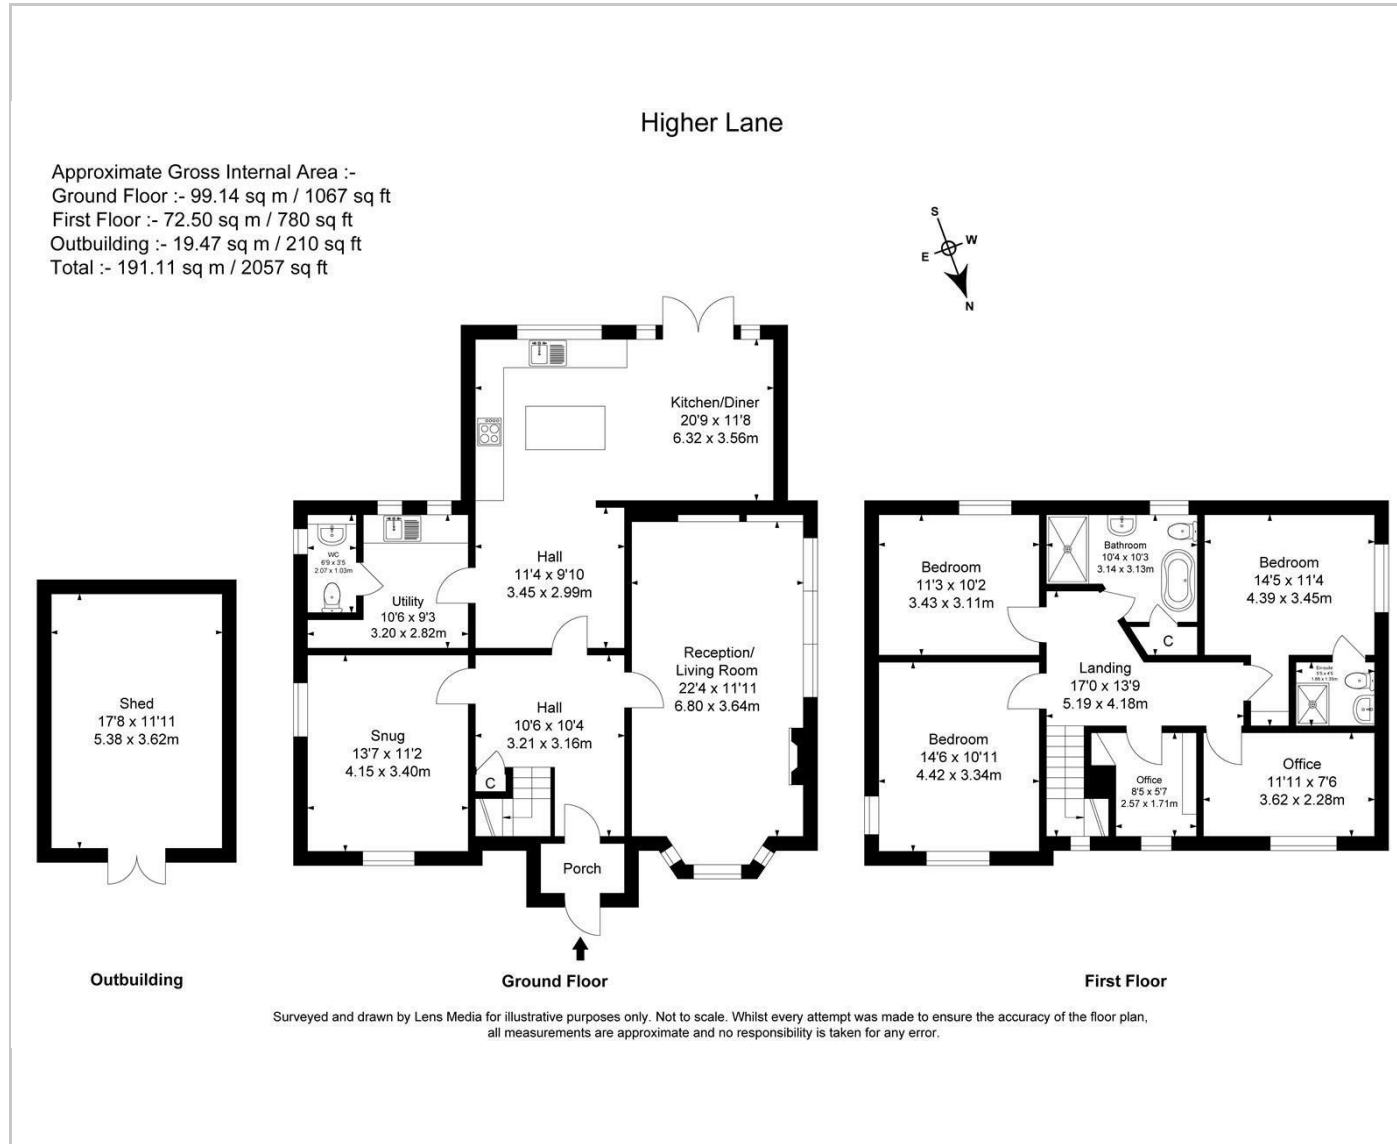 Higher Lane
Approximate Gross Internal Area :-
Ground Floor :- 99.14 sq m / 1067 sq ft
First Floor :- 72.50 sq m / 780 sq ft
Outbuilding :- 19.47 sq m / 210 sq ft
Total :- 191.11 sq m / 2057 sq ft
S
W
E
N
Kitchen/Diner
20'9 x 11'8
6.32 x 3.56m
WC
6'9 x 3'5
2.07 x 1.03m
Utility
10'6 x 9'3
3.20 x 2.82m
Hall
11'4 x 9'10
3.45 x 2.99m
Reception/
Living Room
22'4 x 11'11
6.80 x 3.64m
Snug
13'7 x 11'2
4.15 x 3.40m
Hall
10'6 x 10'4
3.21 x 3.16m
C
Porch
Shed
17'8 x 11'11
5.38 x 3.62m
Bedroom
11'3 x 10'2
3.43 x 3.11m
Bathroom
10'4 x 10'3
3.14 x 3.13m
C
Bedroom
14'5 x 11'4
4.39 x 3.45m
Landing
17'0 x 13'9
5.19 x 4.18m
En-suite
Bedroom
14'6 x 10'11
4.42 x 3.34m
Office
8'5 x 5'7
2.57 x 1.71m
Office
11'11 x 7'6
3.62 x 2.28m
Outbuilding
Ground Floor
First Floor
Surveyed and drawn by Lens Media for illustrative purposes only. Not to scale. Whilst every attempt was made to ensure the accuracy of the floor plan,
all measurements are approximate and no responsibility is taken for any error.